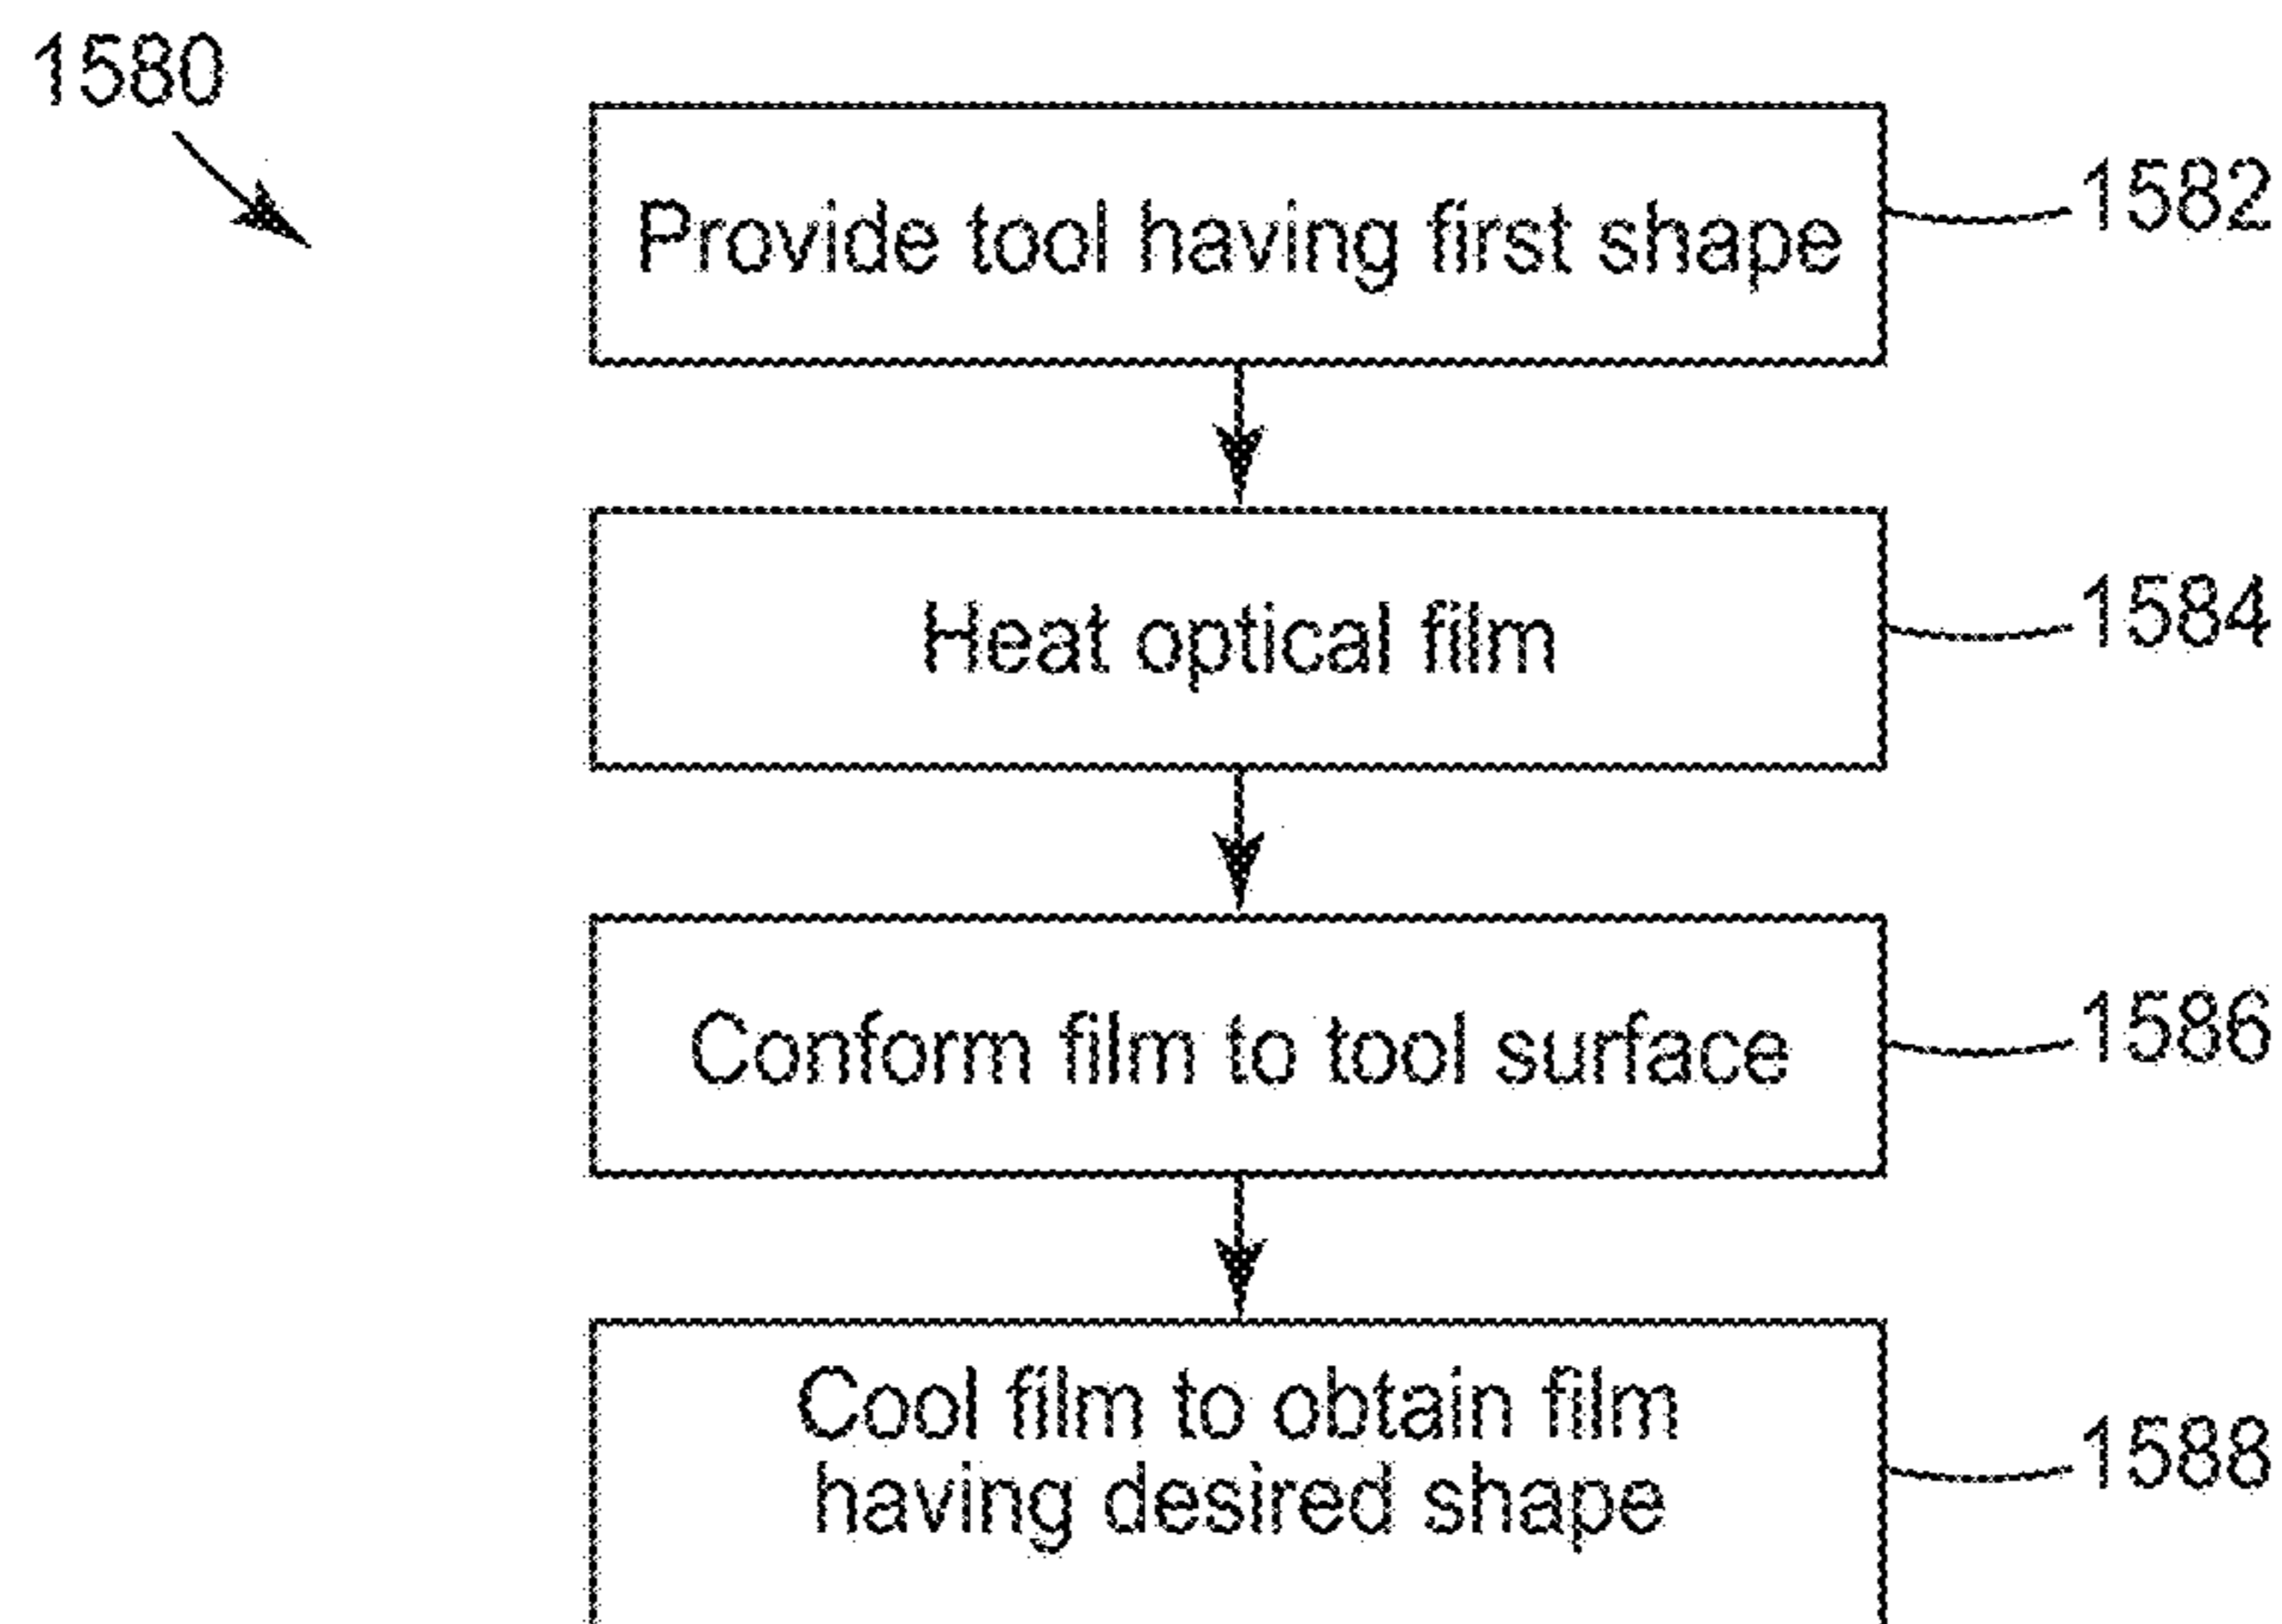 1580
Provide tool having first shape
1582
Heat optical film
1584
Conform film to tool surface
1586
Cool film to obtain film
having desired shape
1588